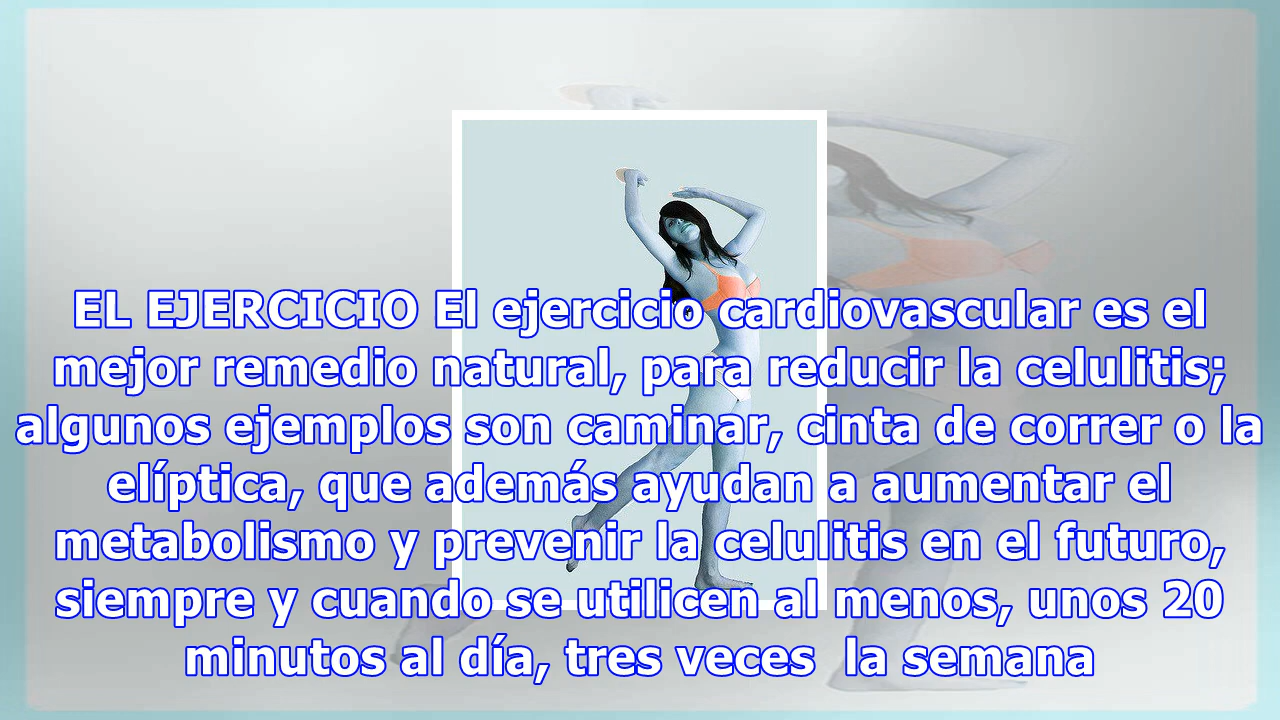 EL EJERCICIO El ejercicio cardiovascular es el
mejor remedio natural, para reducir la celulitis;
algunos ejemplos son caminar, cinta de correr o la
elíptica, que además ayudan a aumentar el
metabolismo y prevenir la celulitis en el futuro,
siempre y cuando se utilicen al menos, unos 20
minutos al día, tres veces  la semana